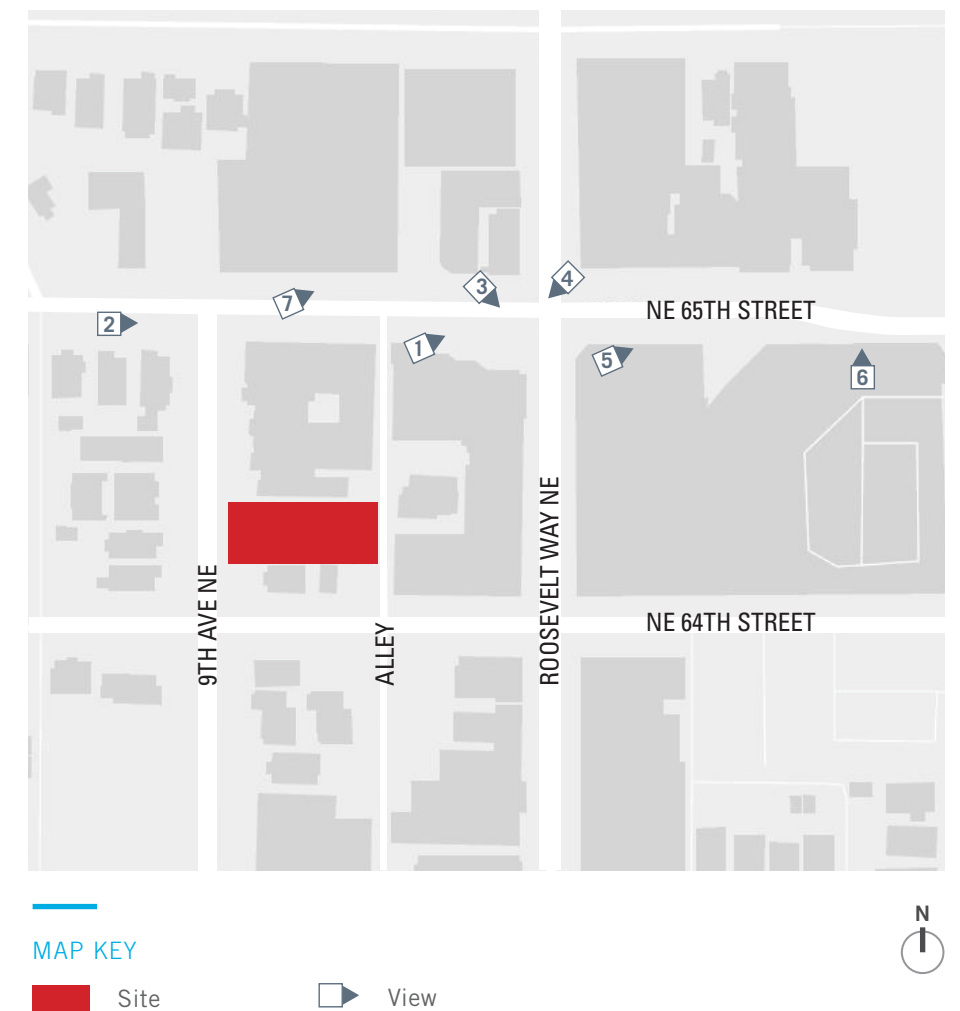 4
3
7
NE 65TH STREET
2
1
5
6
ROOSEVELT WAY NE
9TH AVE NE
ALLEY
NE 64TH STREET
N
MAP KEY
Site
View